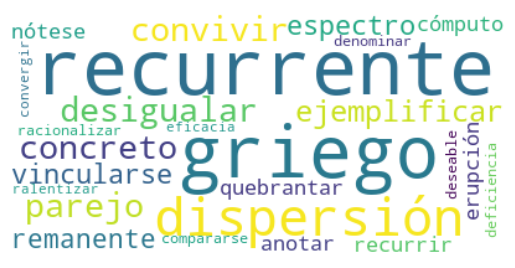 nótese
convivir
espectro
cómputo
denominar
convergir
recurrente
desigualar
ejemplificar
racionalizar
eficacia
concreto
griego
vincularse
quebrantar
deseable
erupción
deficiencia
ralentizar
parejo
dispersión
remanente
compararse
anotar
recurrir